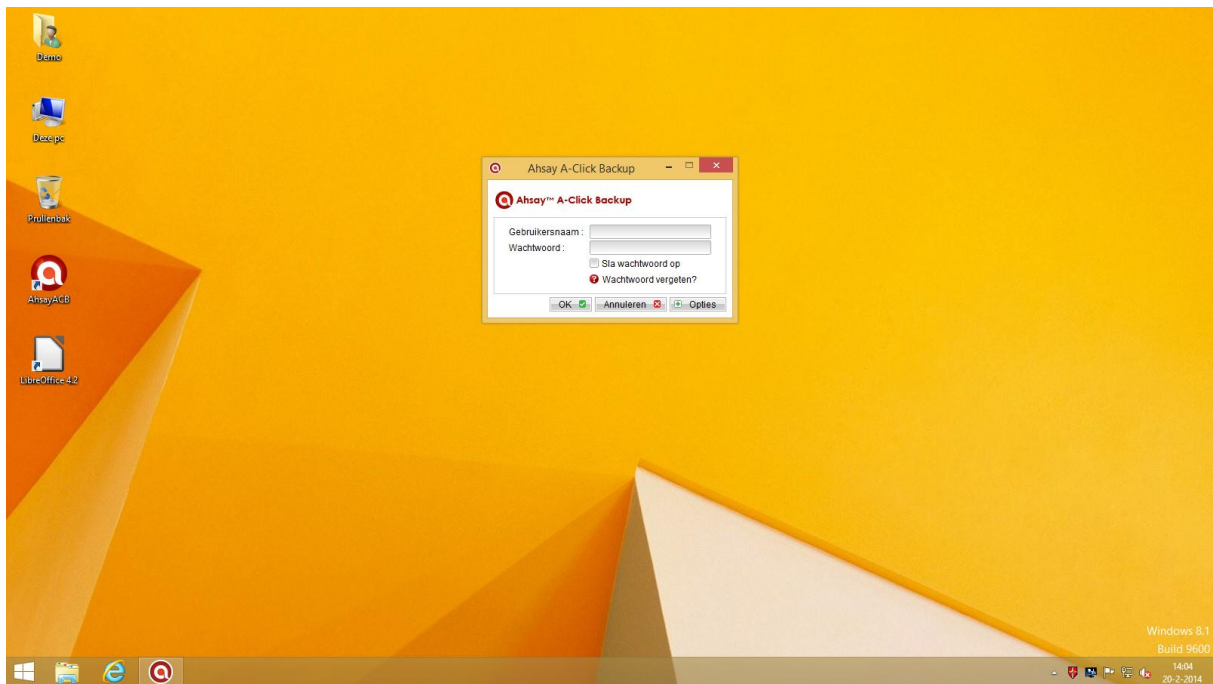 Demo
Deze pc
Prullenbak
AhsayACB
LibreOffice 4.2
Ahsay A-Click Backup
Ahsay™ A-Click Backup
Gebruikersnaam :
Wachtwoord :
Sla wachtwoord op
Wachtwoord vergeten?
OK Annuleren Opties
Windows 8.1
Build 9600
14:04
20-2-2014